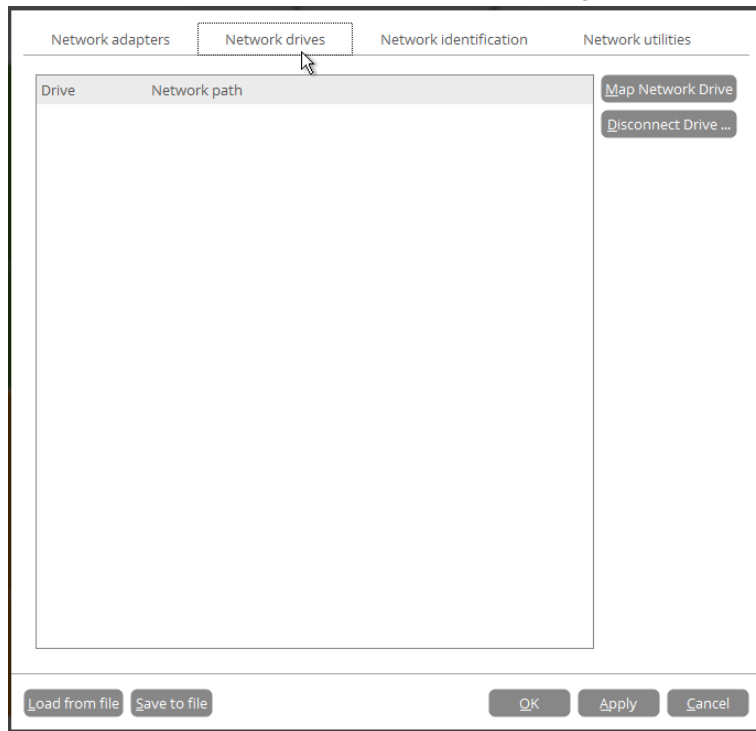 Network adapters Network drives Network identification Network utilities
Drive Network path
Map Network Drive
Disconnect Drive ...
Load from file Save to file OK Apply Cancel